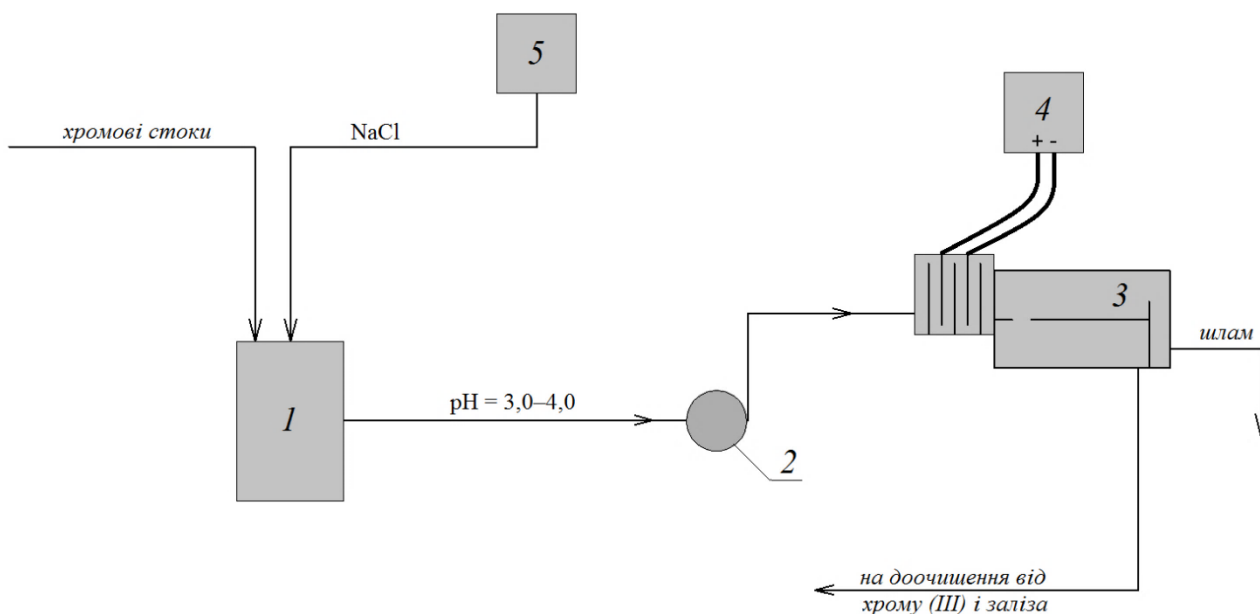 5
хромові стоки
NaCl
4
+ -
3
шлам
1
pH = 3,0–4,0
2
на доочищення від
хрому (III) і заліза